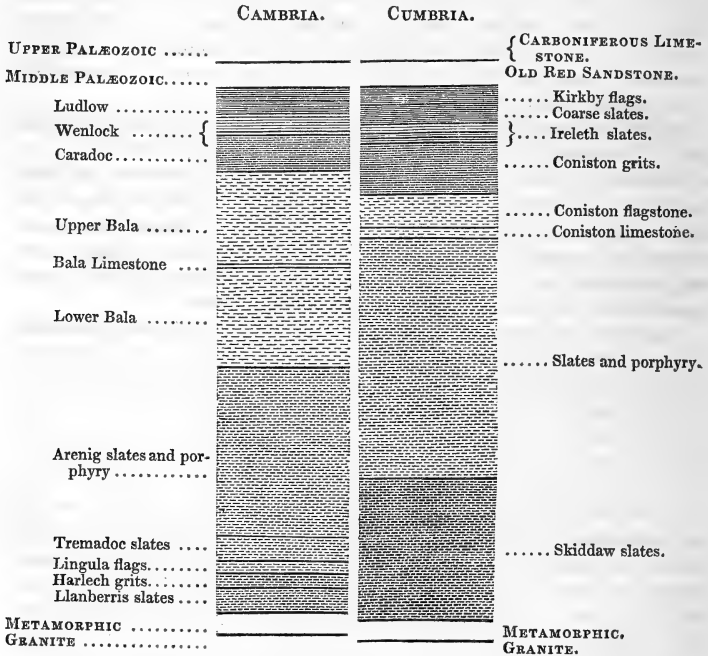 CAMBRIA. CUMBRIA.
UPPER PALÆOZOIC ......
{ CARBONIFEROUS LIME-
STONE.
MIDDLE PALÆOZOIC......
OLD RED SANDSTONE.
Ludlow ............
...... Kirkby flags.
...... Coarse slates.
Wenlock ........ {
} .... Ireleth slates.
Caradoc............
...... Coniston grits.
...... Coniston flagstone.
Upper Bala ........
...... Coniston limestone.
Bala Limestone ....
Lower Bala ........
...... Slates and porphyry.
Arenig slates and por-
phyry ............
Tremadoc slates ....
...... Skiddaw slates.
Lingula flags........
Harlech grits........
Llanberris slates ....
METAMORPHIC ..........
METAMORPHIC.
GRANITE ................
GRANITE.